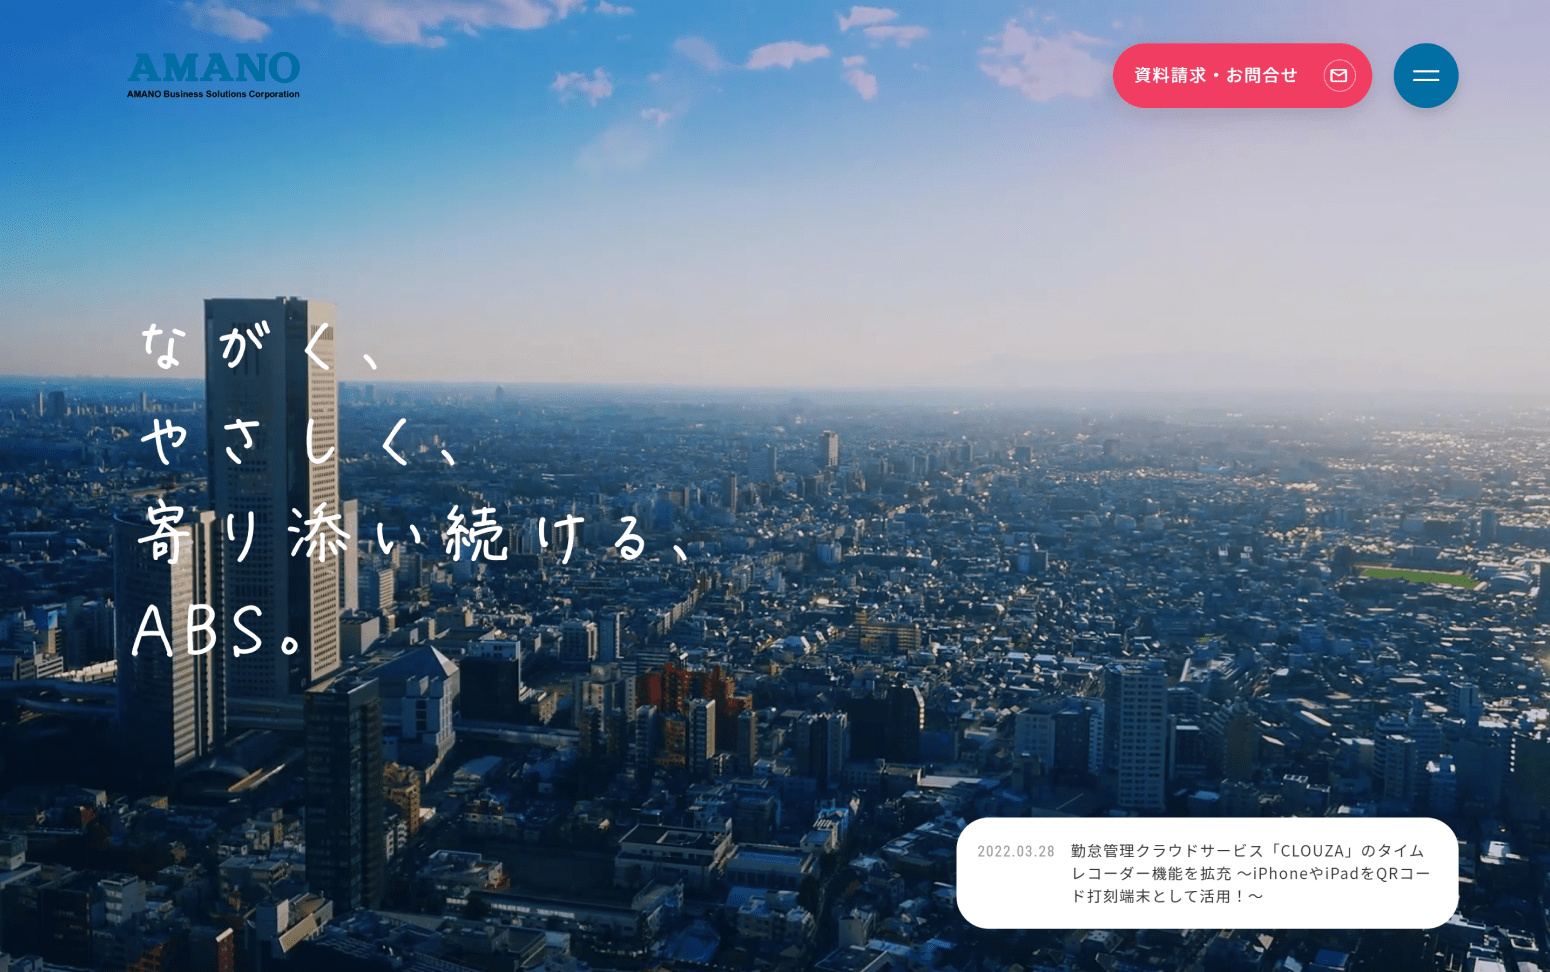 AMANO
AMANO Business Solutions Corporation
資料請求・お問合せ
ながく、
やさしく、
寄り添い続ける、
ABS。
2022.03.28 勤怠管理クラウドサービス「CLOUZA」のタイム
レコーダー機能を拡充 〜iPhoneやiPadをQRコー
ド打刻端末として活用！〜